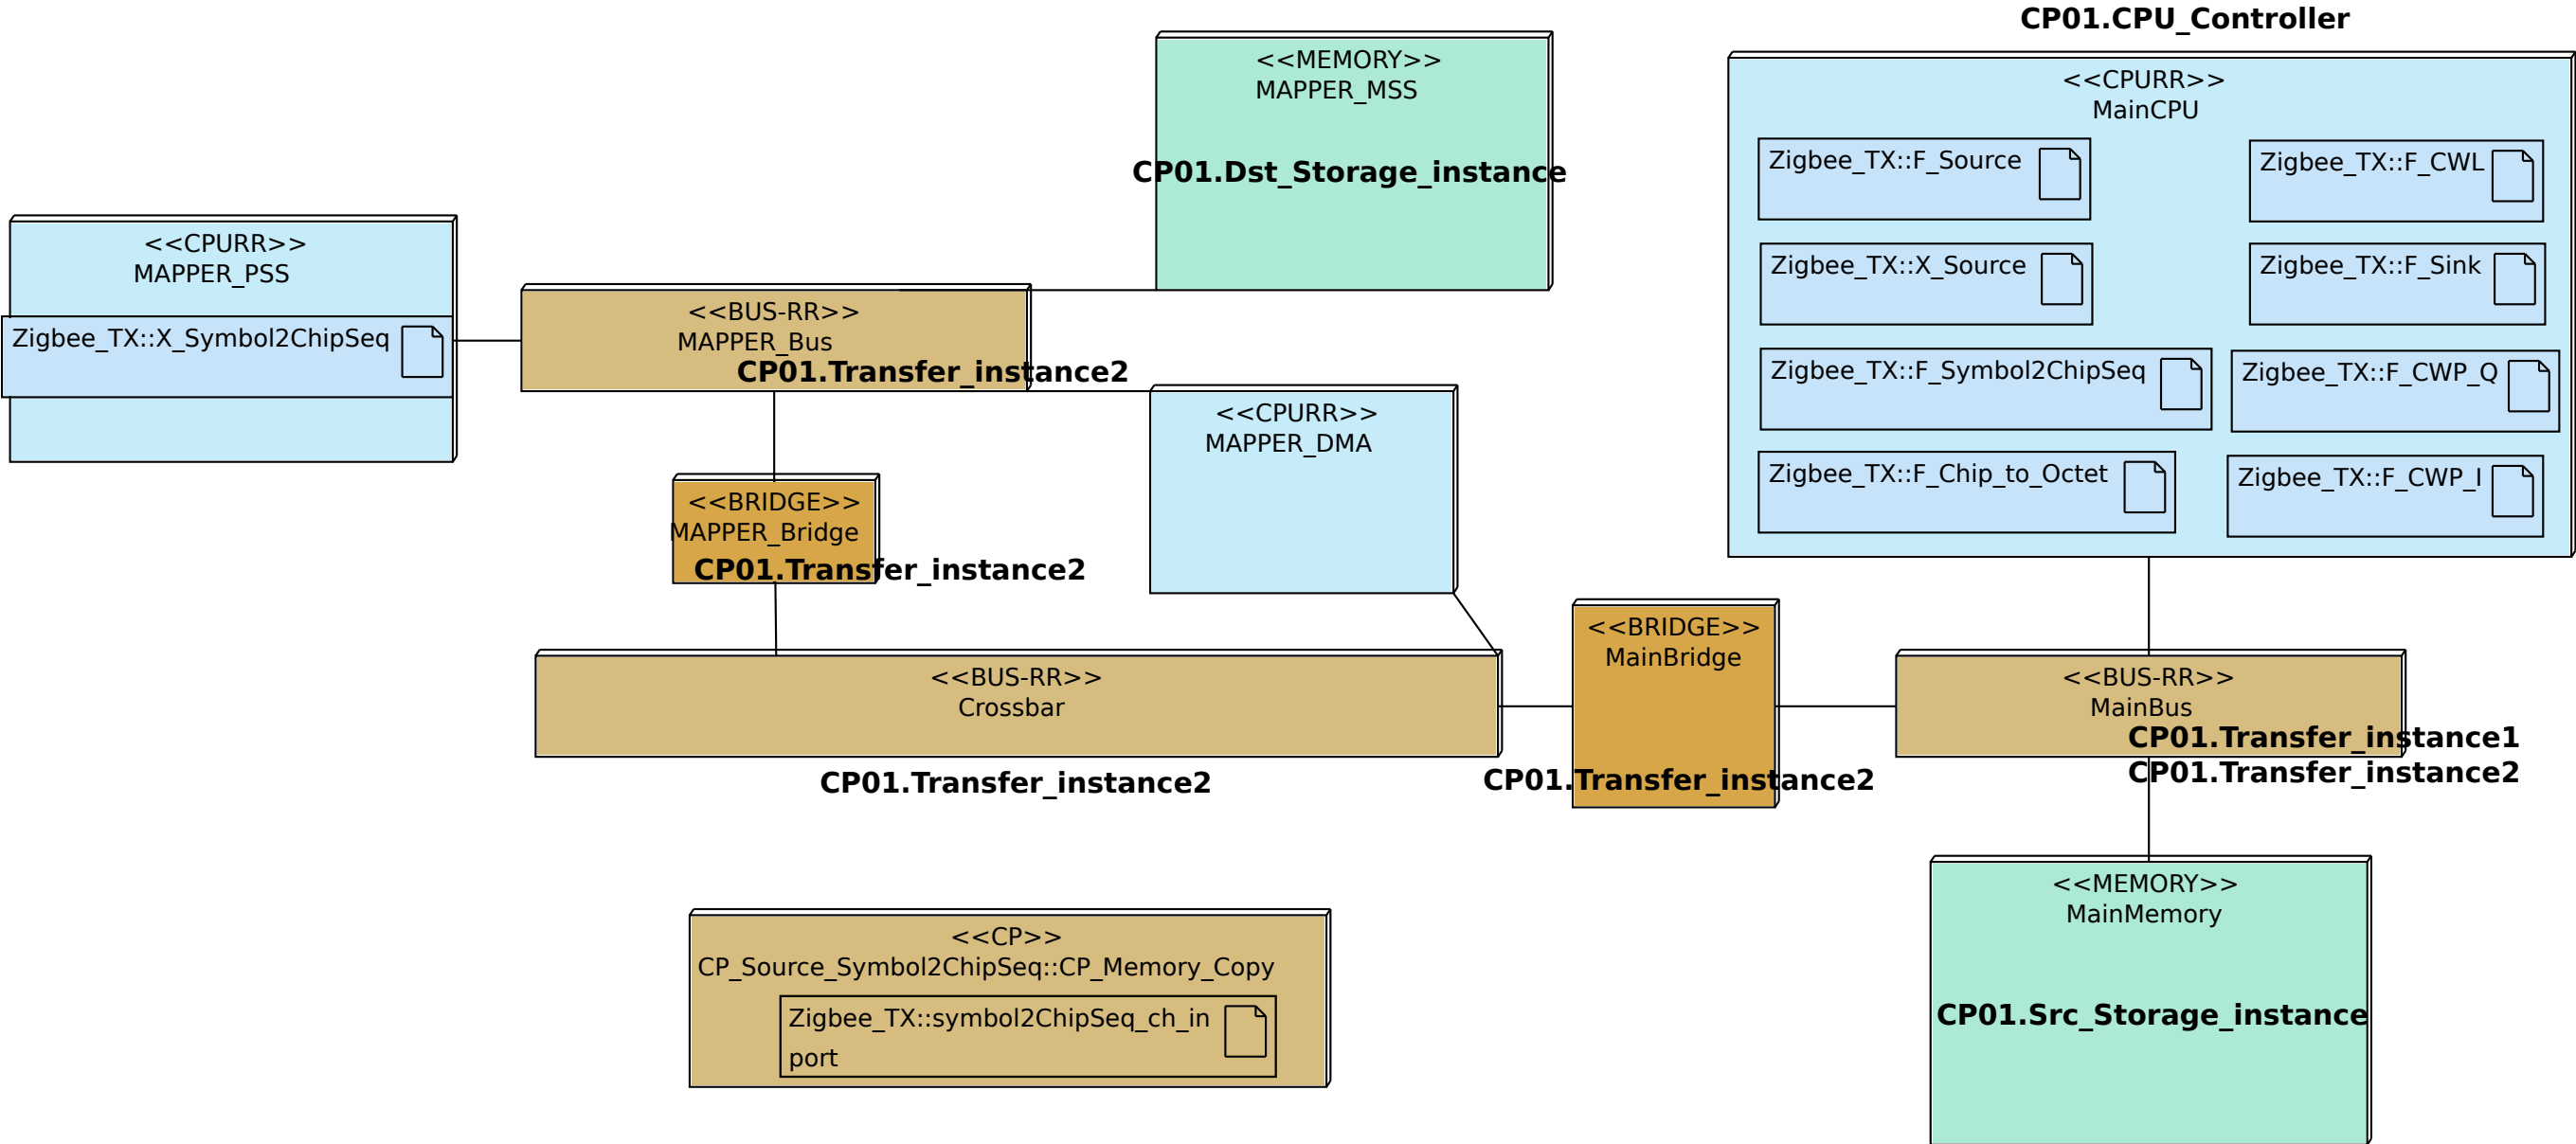 CP01.CPU_Controller
<<MEMORY>>
MAPPER_MSS
CP01.Dst_Storage_instance
<<CPURR>>
MainCPU
Zigbee_TX::F_Source
Zigbee_TX::F_CWL
Zigbee_TX::X_Source
Zigbee_TX::F_Sink
Zigbee_TX::F_Symbol2ChipSeq
Zigbee_TX::F_CWP_Q
Zigbee_TX::F_Chip_to_Octet
Zigbee_TX::F_CWP_I
<<CPURR>>
MAPPER_PSS
Zigbee_TX::X_Symbol2ChipSeq
<<BUS-RR>>
MAPPER_Bus
CP01.Transfer_instance2
<<CPURR>>
MAPPER_DMA
<<BRIDGE>>
MAPPER_Bridge
CP01.Transfer_instance2
<<BUS-RR>>
Crossbar
CP01.Transfer_instance2
<<BRIDGE>>
MainBridge
CP01.Transfer_instance2
<<BUS-RR>>
MainBus
CP01.Transfer_instance1
CP01.Transfer_instance2
<<CP>>
CP_Source_Symbol2ChipSeq::CP_Memory_Copy
Zigbee_TX::symbol2ChipSeq_ch_in
port
<<MEMORY>>
MainMemory
CP01.Src_Storage_instance